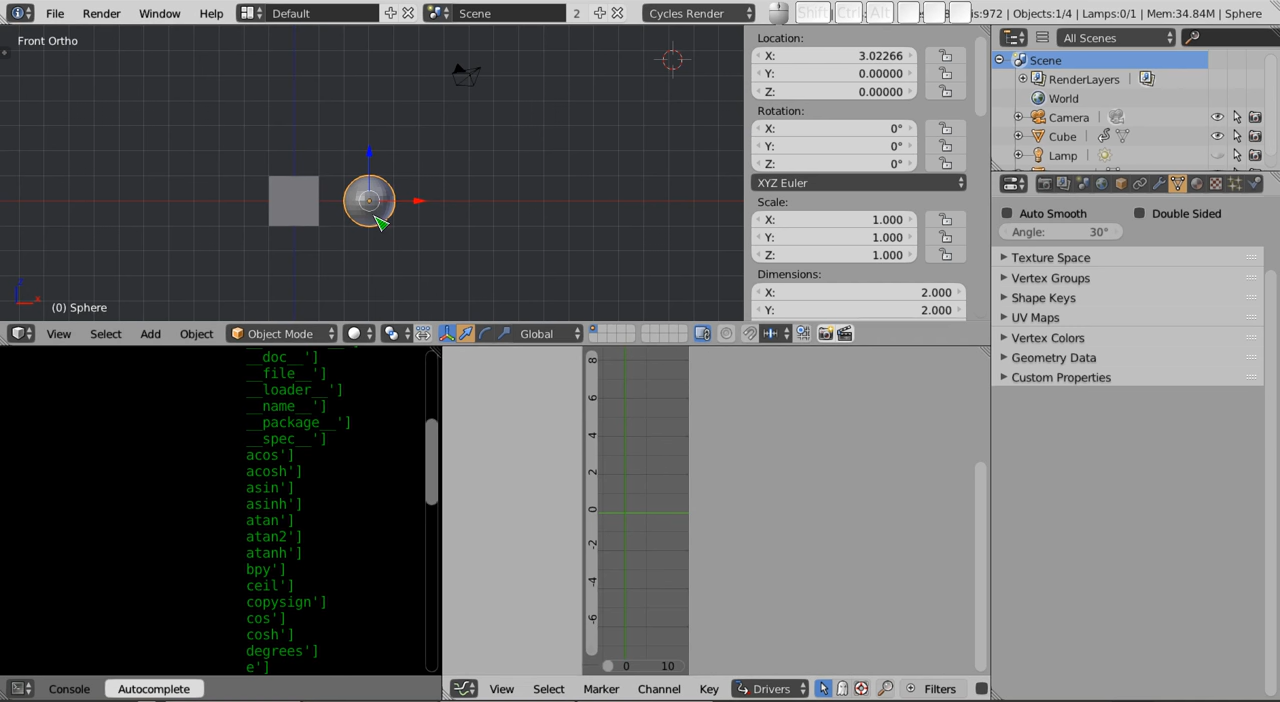 File Render Window Help Default Scene 2 Cycles Render Shift Ctrl Alt s:972 | Objects:1/4 | Lamps:0/1 | Mem:34.84M | Sphere
Front Ortho
(0) Sphere
Location:
X: 3.02266
Y: 0.00000
Z: 0.00000
Rotation:
X: 0°
Y: 0°
Z: 0°
XYZ Euler
Scale:
X: 1.000
Y: 1.000
Z: 1.000
Dimensions:
X: 2.000
Y: 2.000
View Select Add Object Object Mode Global
View All Scenes
Scene
RenderLayers |
World
Camera |
Cube |
Lamp |
Auto Smooth Double Sided
Angle: 30°
Texture Space
Vertex Groups
Shape Keys
UV Maps
Vertex Colors
Geometry Data
Custom Properties
__doc__']
__file__']
__loader__']
__name__']
__package__']
__spec__']
acos']
acosh']
asin']
asinh']
atan']
atan2']
atanh']
bpy']
ceil']
copysign']
cos']
cosh']
degrees']
e']
Console Autocomplete
8
6
4
2
0
-2
-4
-6
0 10
View Select Marker Channel Key Drivers Filters